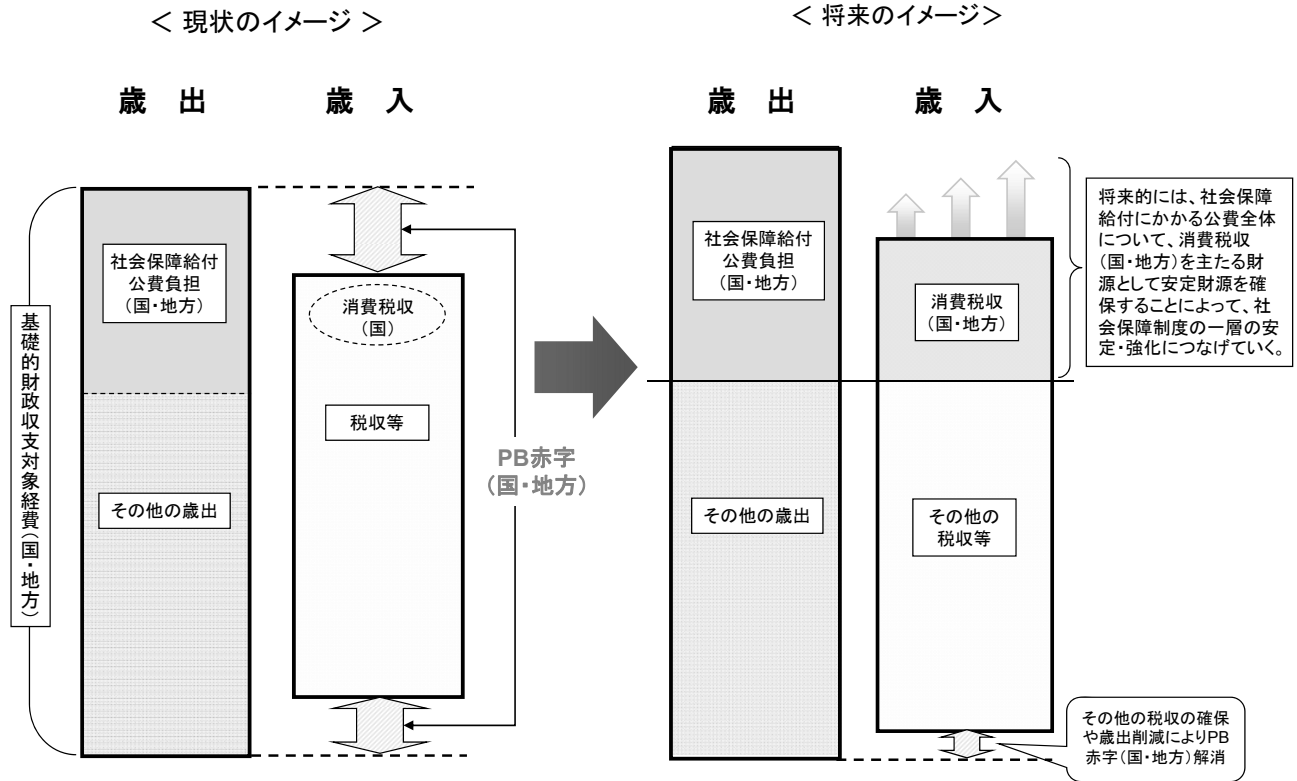 ＜ 現状のイメージ ＞
歳 出
歳 入
基礎的財政収支対象経費(国・地方)
社会保障給付
公費負担
(国・地方)
その他の歳出
消費税収
(国)
税収等
PB赤字
(国・地方)
＜ 将来のイメージ＞
歳 出
歳 入
社会保障給付
公費負担
(国・地方)
その他の歳出
消費税収
(国・地方)
その他の
税収等
将来的には、社会保障
給付にかかる公費全体
について、消費税収
(国・地方)を主たる財
源として安定財源を確
保することによって、社
会保障制度の一層の安
定・強化につなげていく。
その他の税収の確保
や歳出削減によりPB
赤字(国・地方)解消